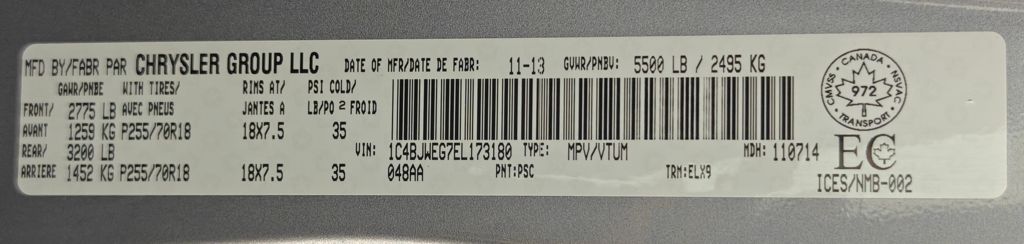 MFD BY/FABR PAR CHRYSLER GROUP LLC DATE OF MFR/DATE DE FABR: 11-13 GVWR/PNBV: 5500 LB / 2495 KG
GAWR/PNBE WITH TIRES/ RIMS AT/ PSI COLD/
FRONT/ 2775 LB AVEC PNEUS JANTES A LB/PO² FROID
AVANT 1259 KG P255/70R18 18X7.5 35
REAR/ 3200 LB VIN: 1C4BJWEG7EL173180 TYPE: MPV/VTUM MDH: 110714
ARRIERE 1452 KG P255/70R18 18X7.5 35 048AA PNT:PSC TRM:ELX9
CANADA
CMVSS 972 NSVAC
TRANSPORT
EC
ICES/NMB-002